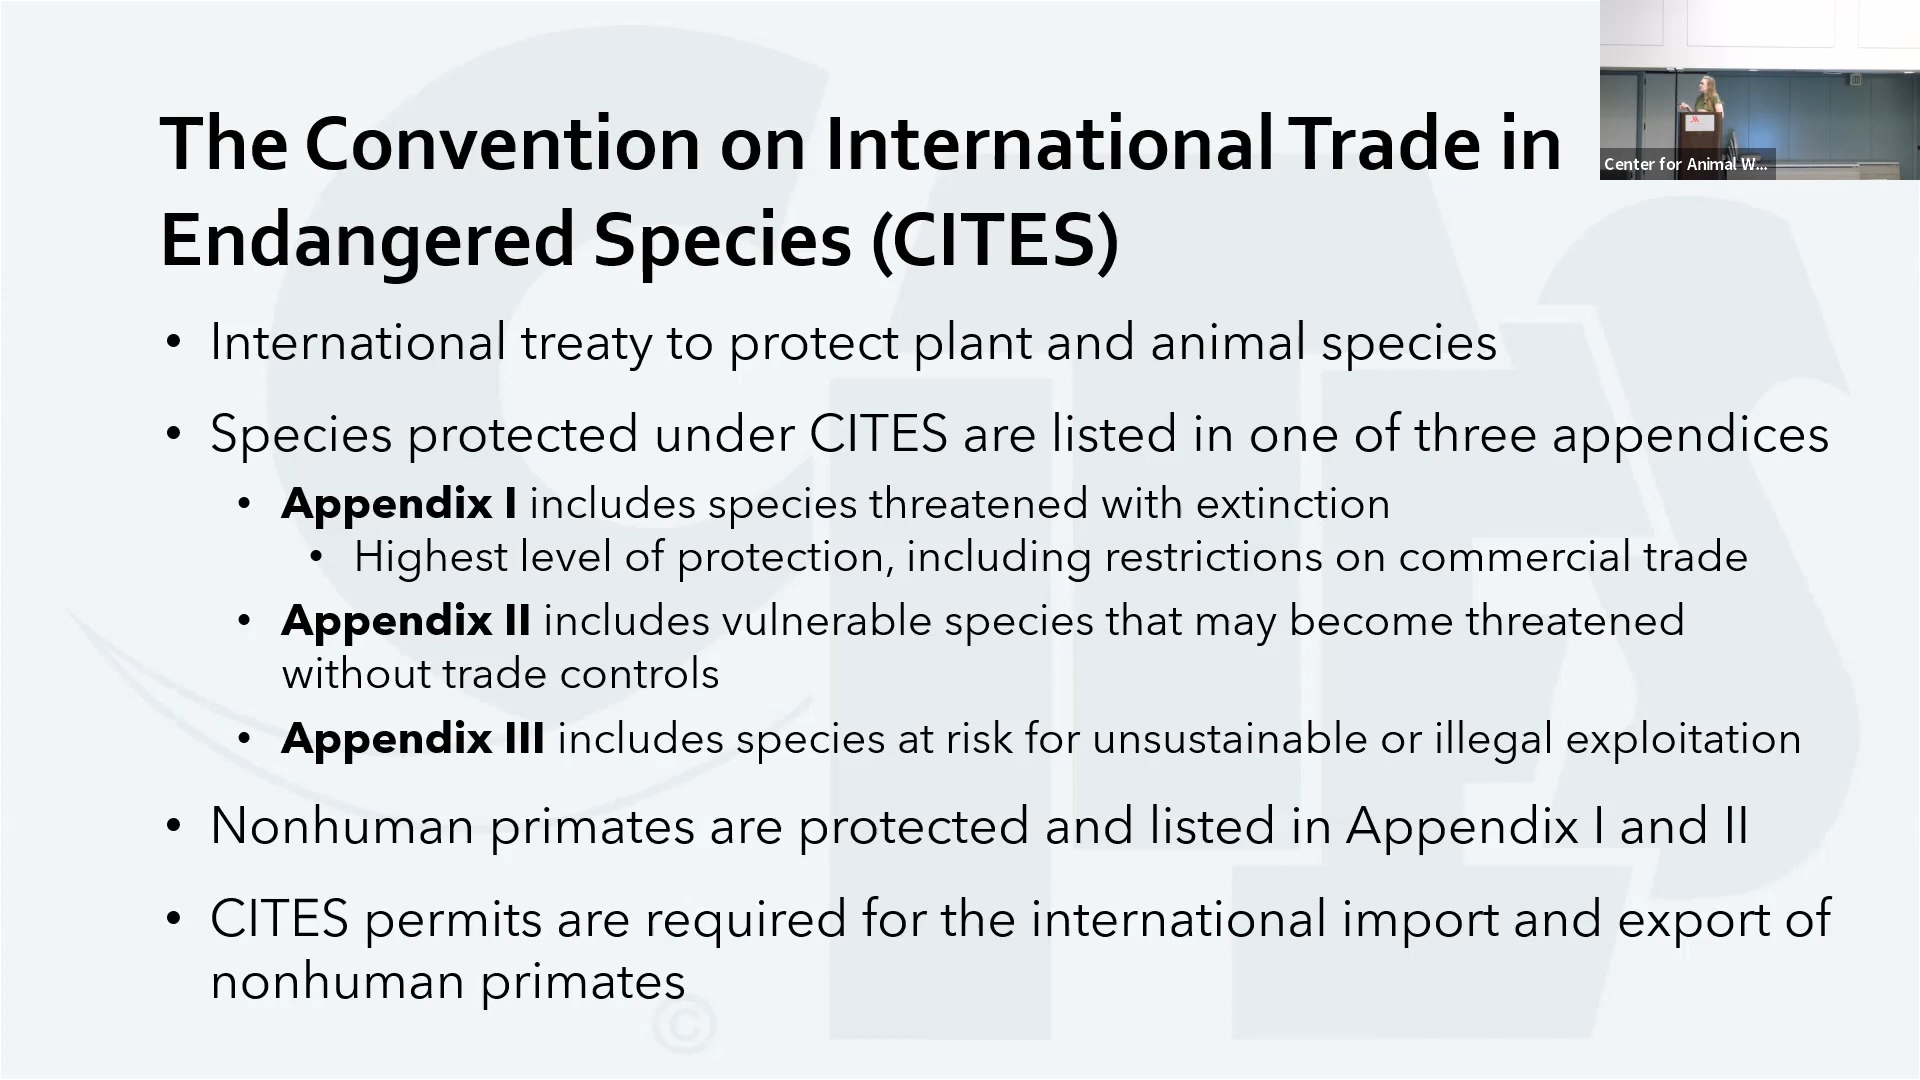 The Convention on International Trade in
Endangered Species (CITES)
• International treaty to protect plant and animal species
• Species protected under CITES are listed in one of three appendices
• Appendix I includes species threatened with extinction
• Highest level of protection, including restrictions on commercial trade
• Appendix II includes vulnerable species that may become threatened
without trade controls
• Appendix III includes species at risk for unsustainable or illegal exploitation
• Nonhuman primates are protected and listed in Appendix I and II
• CITES permits are required for the international import and export of
nonhuman primates
Center for Animal W...
CITES
©